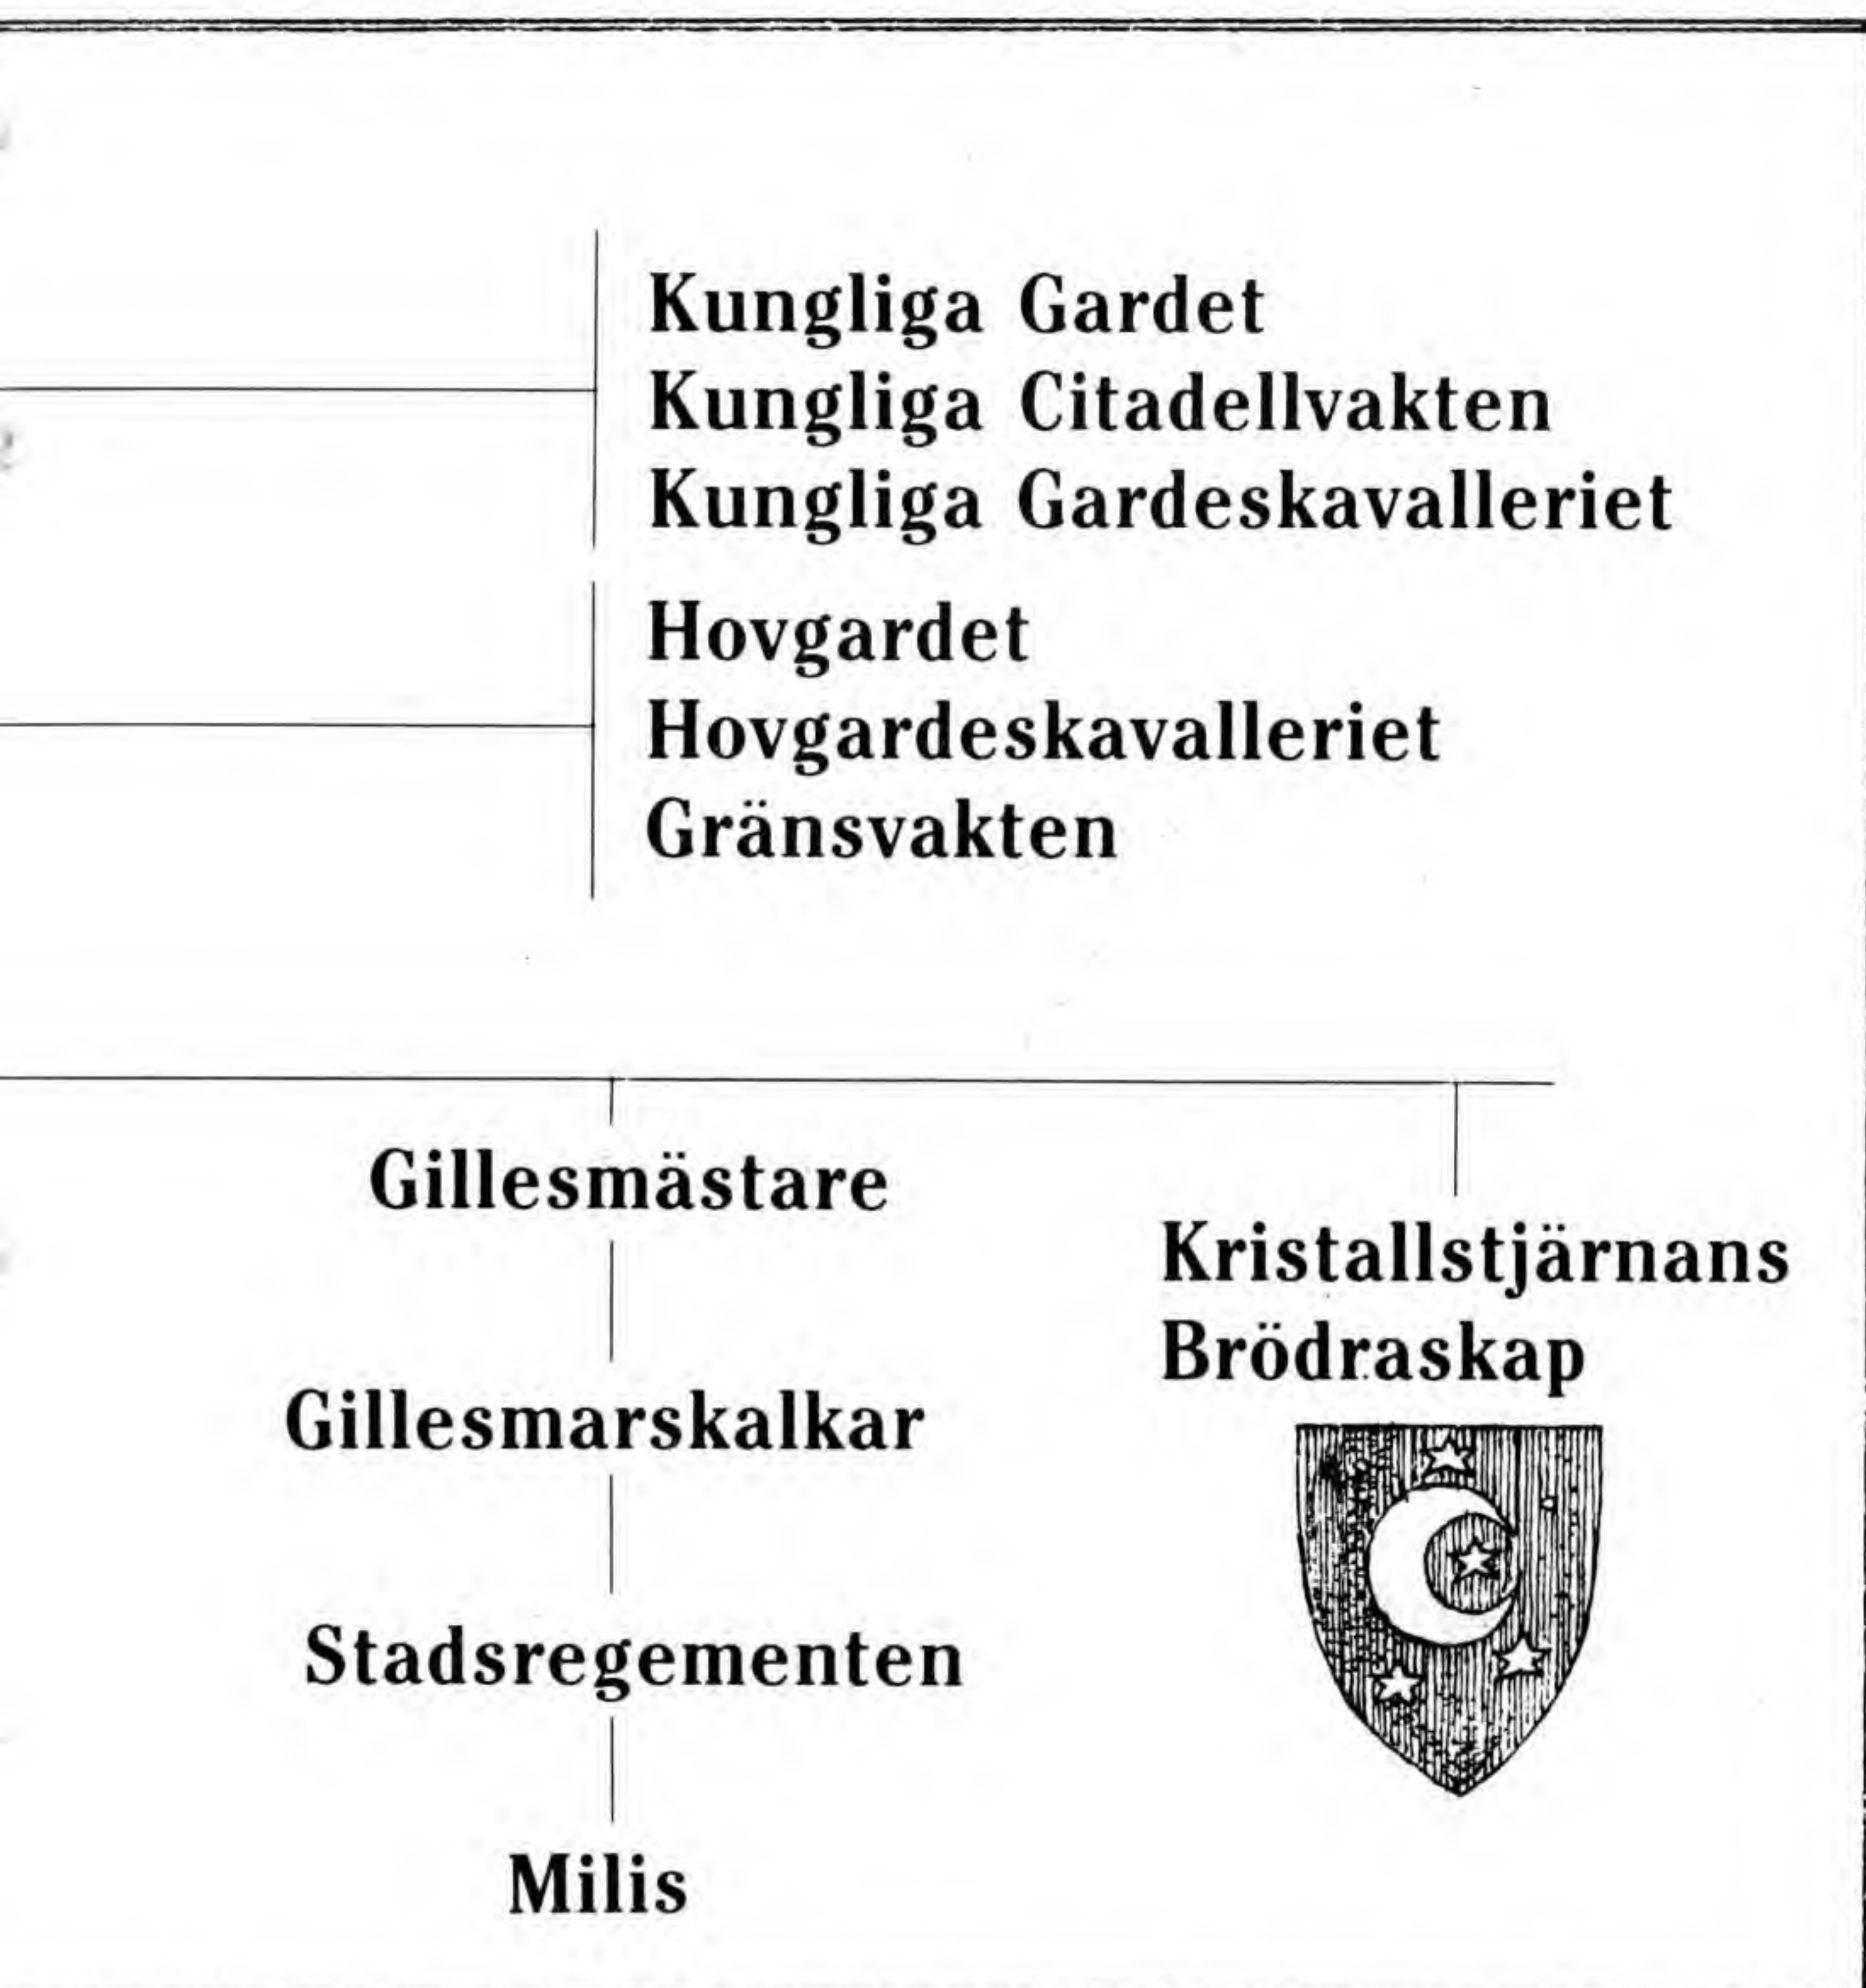 Kungliga Gardet
Kungliga Citadellvakten
Kungliga Gardeskavalleriet
Hovgardet
Hovgardeskavalleriet
Gränsvakten
Gillesmästare
Gillesmarskalkar
Stadsregementen
Milis
Kristallstjärnans
Brödraskap